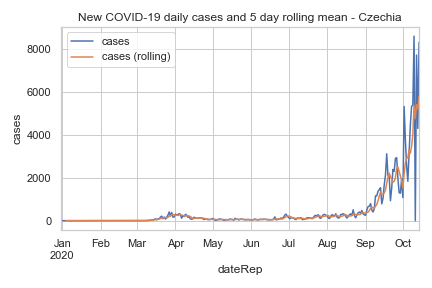 New COVID-19 daily cases and 5 day rolling mean - Czechia
cases
cases (rolling)
8000
6000
4000
2000
0
cases
Jan Feb Mar Apr May Jun Jul Aug Sep Oct
2020
dateRep